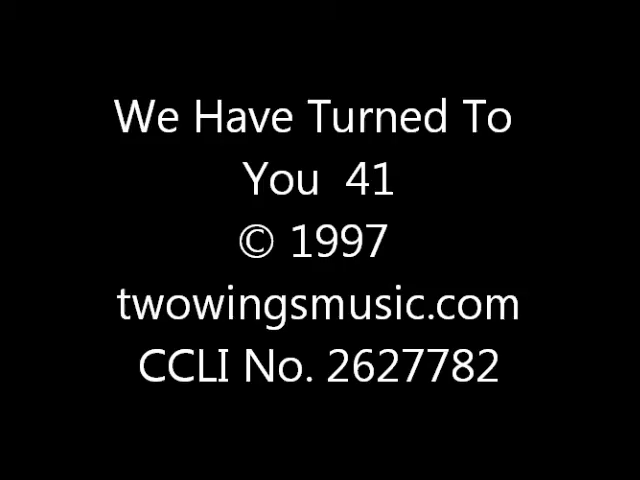 We Have Turned To
You  41
© 1997
twowingsmusic.com
CCLI No. 2627782